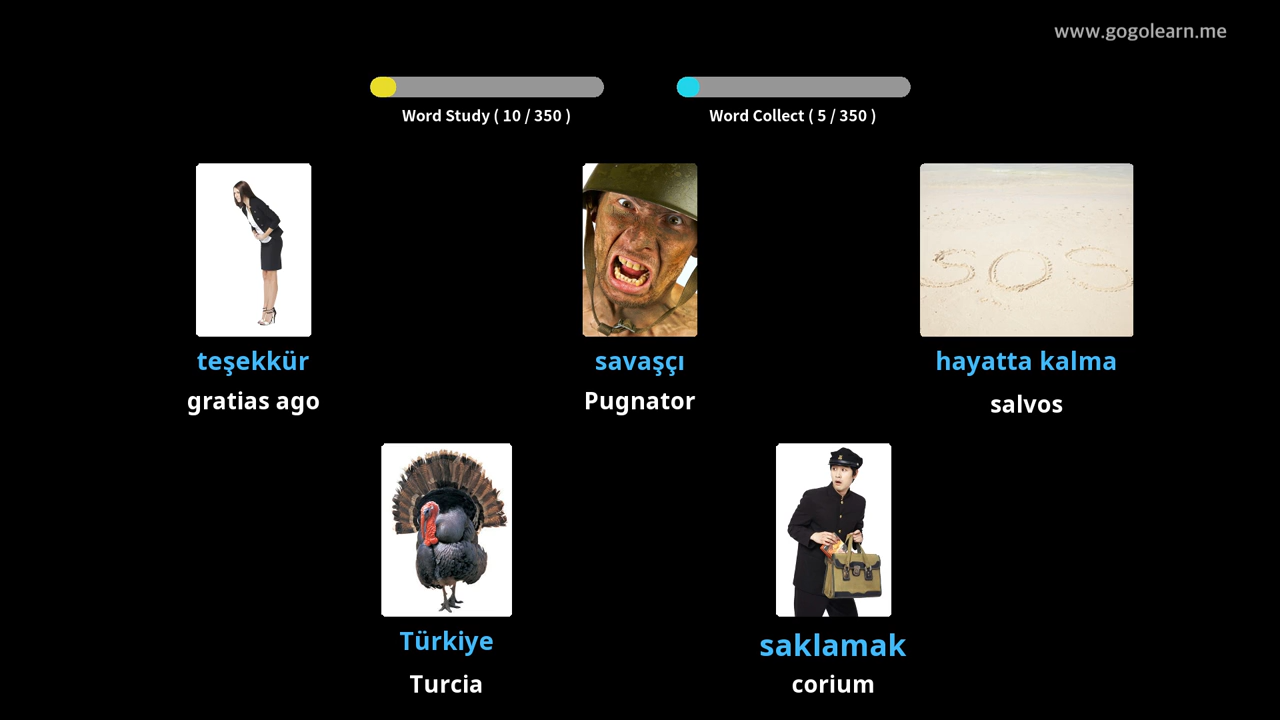 www.gogolearn.me
Word Study ( 10 / 350 )
Word Collect ( 5 / 350 )
teşekkür
gratias ago
savaşçı
Pugnator
SOS
hayatta kalma
salvos
Türkiye
Turcia
saklamak
corium